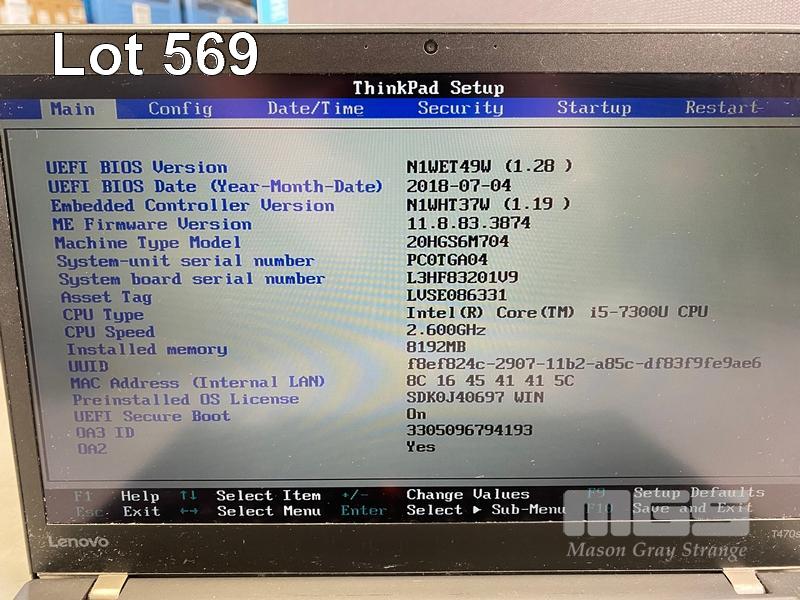 Lot 569
ThinkPad Setup
Main Config Date/Time Security Startup Restart
UEFI BIOS Version N1WET49W (1.28 )
UEFI BIOS Date (Year-Month-Date) 2018-07-04
Embedded Controller Version N1WHT37W (1.19 )
ME Firmware Version 11.8.83.3874
Machine Type Model 20HGS6M704
System-unit serial number PC0TGA04
System board serial number L3HF83201V9
Asset Tag LVSE086331
CPU Type Intel(R) Core(TM) i5-7300U CPU
CPU Speed 2.600GHz
Installed memory 8192MB
UUID f8ef824c-2907-11b2-a85c-df83f9fe9ae6
MAC Address (Internal LAN) 8C 16 45 41 41 5C
Preinstalled OS License SDK0J40697 WIN
UEFI Secure Boot On
OA3 ID 3305096794193
OA2 Yes
F1 Help ↑↓ Select Item +/- Change Values F9 Setup Defaults
Esc Exit ←→ Select Menu Enter Select ▶ Sub-Menu F10 Save and Exit
MGS
Lenovo
T470s
Mason Gray Strange